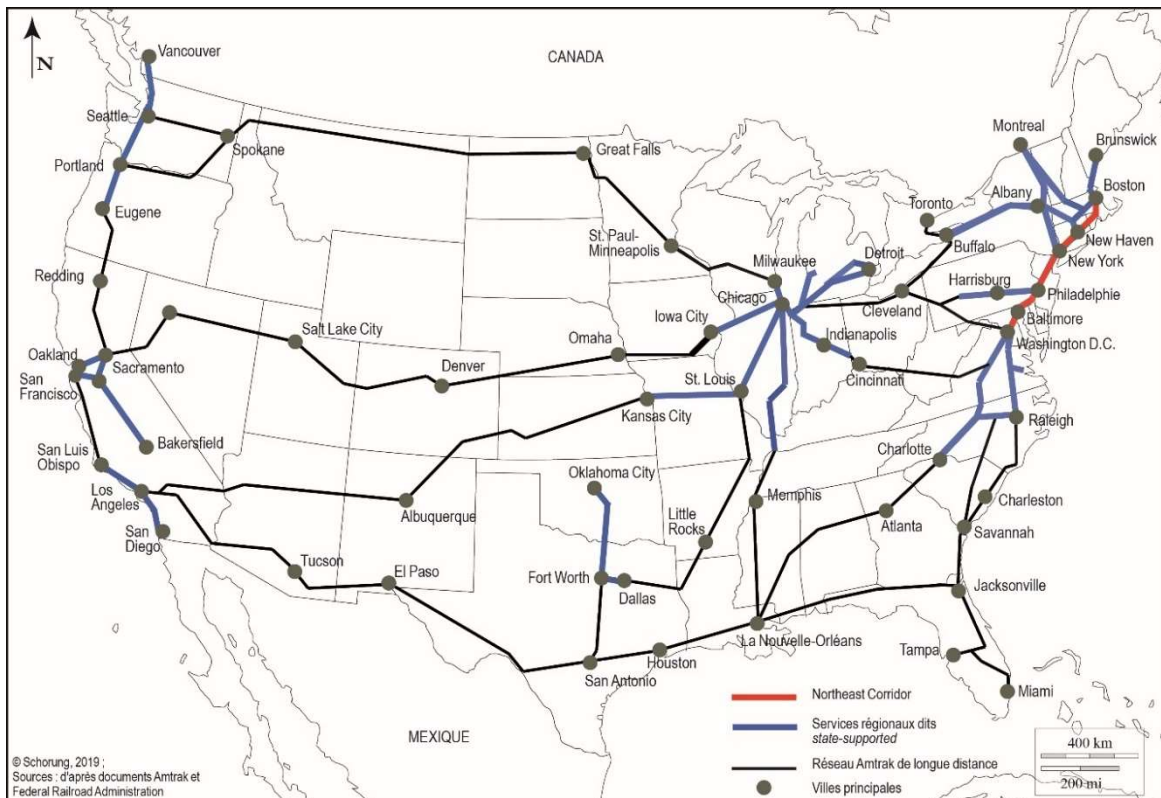 N
CANADA
Vancouver
Seattle
Spokane
Portland
Eugene
Redding
Great Falls
St. Paul-
Minneapolis
Milwaukee
Chicago
Detroit
Toronto
Buffalo
Montreal
Albany
Brunswick
Boston
New Haven
New York
Harrisburg
Philadelphie
Baltimore
Washington D.C.
Cleveland
Iowa City
Indianapolis
Cincinnati
Omaha
Salt Lake City
Denver
Oakland
San
Francisco
Sacramento
Bakersfield
San Luis
Obispo
Los
Angeles
San
Diego
St. Louis
Kansas City
Raleigh
Charlotte
Oklahoma City
Albuquerque
Little
Rocks
Memphis
Atlanta
Charleston
Savannah
Tucson
El Paso
Fort Worth
Dallas
Jacksonville
La Nouvelle-Orléans
Houston
San Antonio
Tampa
Miami
MEXIQUE
Northeast Corridor
Services régionaux dits
state-supported
Réseau Amtrak de longue distance
Villes principales
400 km
200 mi
© Schorung, 2019 ;
Sources : d'après documents Amtrak et
Federal Railroad Administration